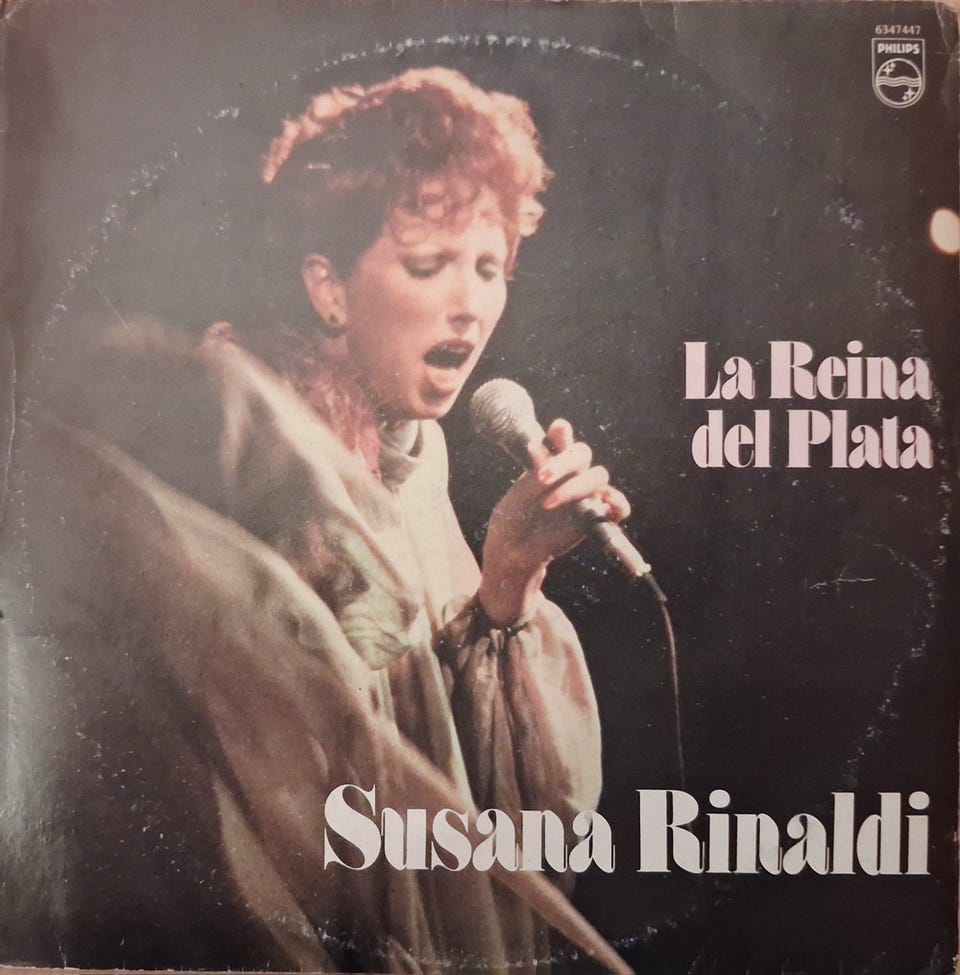 6347447
PHILIPS
La Reina
del Plata
Susana Rinaldi